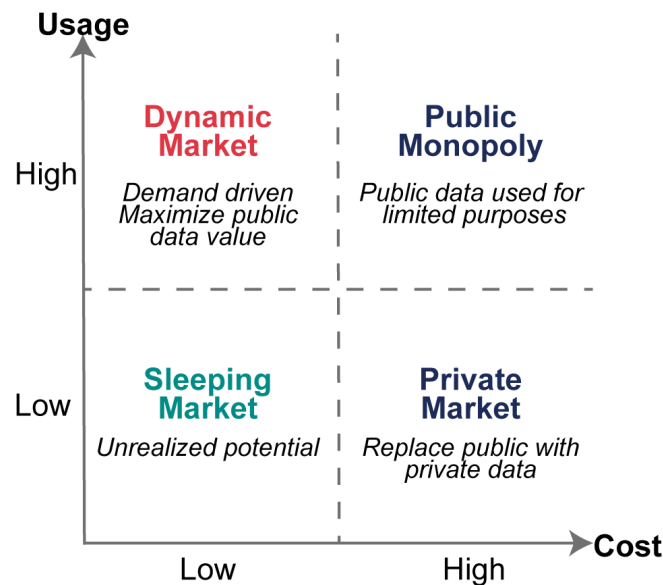 Usage
High
Dynamic
Market
Demand driven
Maximize public
data value
Public
Monopoly
Public data used for
limited purposes
Low
Sleeping
Market
Unrealized potential
Private
Market
Replace public with
private data
Low
High
Cost